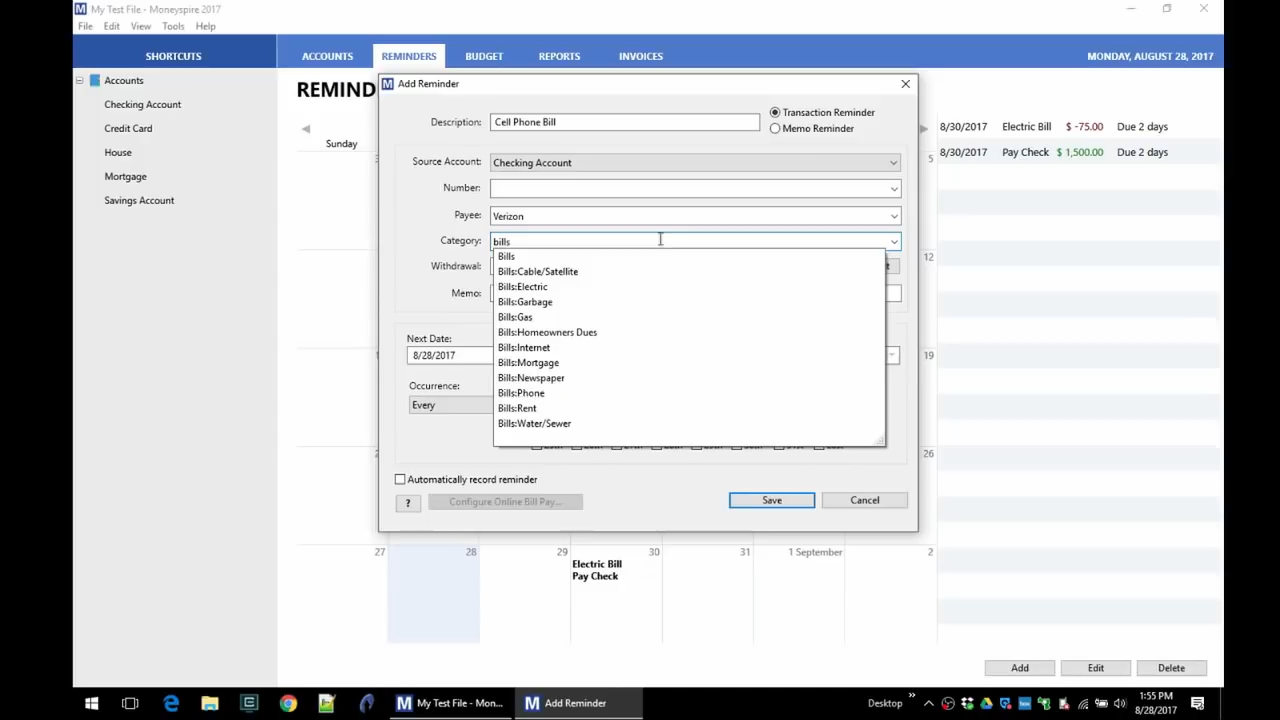 My Test File - Moneyspire 2017
File Edit View Tools Help
SHORTCUTS
ACCOUNTS REMINDERS BUDGET REPORTS INVOICES
MONDAY, AUGUST 28, 2017
Accounts
Checking Account
Credit Card
House
Mortgage
Savings Account
REMIND
Sunday
5
12
19
26
27 28 29 30 31 1 September 2
Electric Bill
Pay Check
8/30/2017 Electric Bill $ -75.00 Due 2 days
8/30/2017 Pay Check $ 1,500.00 Due 2 days
Add Reminder
Description: Cell Phone Bill
Transaction Reminder
Memo Reminder
Source Account: Checking Account
Number:
Payee: Verizon
Category: bills
Withdrawal:
Memo:
Bills
Bills:Cable/Satellite
Bills:Electric
Bills:Garbage
Bills:Gas
Bills:Homeowners Dues
Bills:Internet
Bills:Mortgage
Bills:Newspaper
Bills:Phone
Bills:Rent
Bills:Water/Sewer
Next Date:
8/28/2017
Occurrence:
Every
Automatically record reminder
? Configure Online Bill Pay...
Save Cancel
Add Edit Delete
My Test File - Mon... Add Reminder
Desktop
1:55 PM
8/28/2017